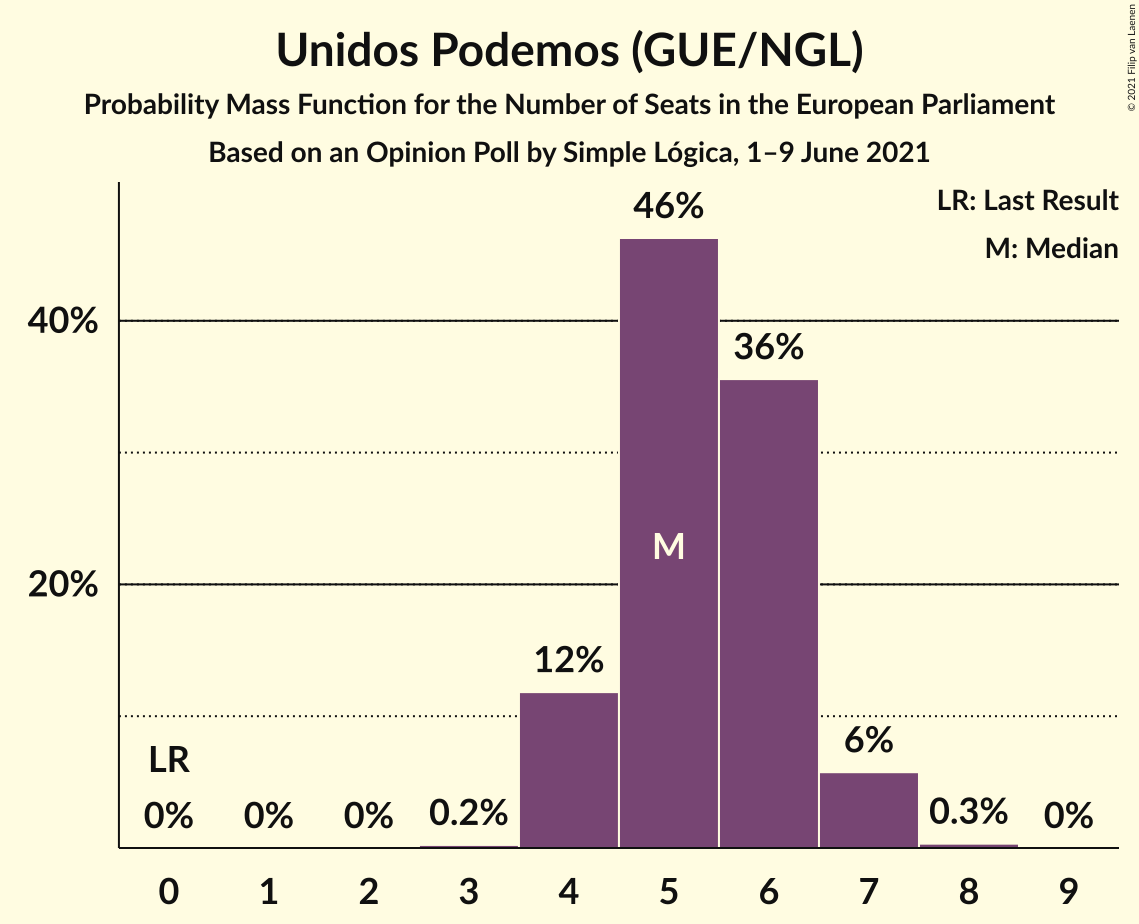 Unidos Podemos (GUE/NGL)
Probability Mass Function for the Number of Seats in the European Parliament
Based on an Opinion Poll by Simple Lógica, 1–9 June 2021
© 2021 Filip van Laenen
LR: Last Result
M: Median
46%
40%
36%
M
20%
12%
6%
LR
0% 0% 0% 0.2% 0.3% 0%
0 1 2 3 4 5 6 7 8 9